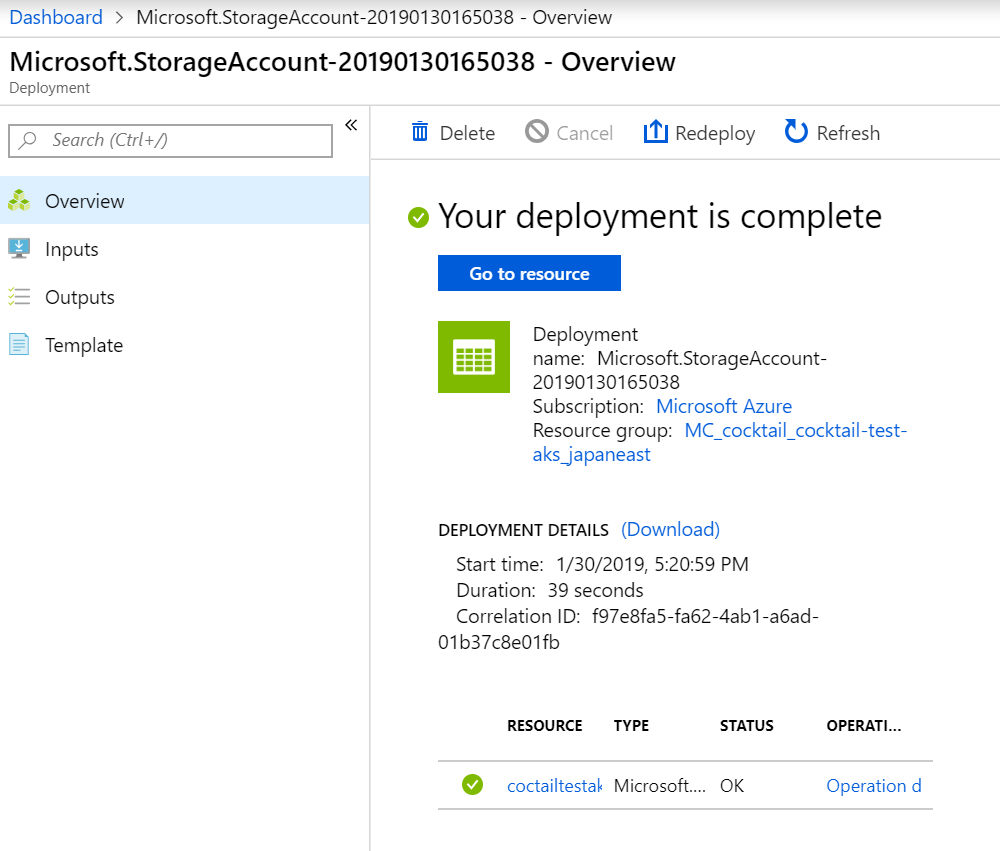 Dashboard > Microsoft.StorageAccount-20190130165038 - Overview
Microsoft.StorageAccount-20190130165038 - Overview
Deployment
Search (Ctrl+/)
«
Overview
Inputs
Outputs
Template
Delete Cancel Redeploy Refresh
Your deployment is complete
Go to resource
Deployment
name: Microsoft.StorageAccount-
20190130165038
Subscription: Microsoft Azure
Resource group: MC_cocktail_cocktail-test-
aks_japaneast
DEPLOYMENT DETAILS (Download)
Start time: 1/30/2019, 5:20:59 PM
Duration: 39 seconds
Correlation ID: f97e8fa5-fa62-4ab1-a6ad-
01b37c8e01fb
RESOURCE TYPE STATUS OPERATI...
coctailtestak Microsoft.... OK Operation d